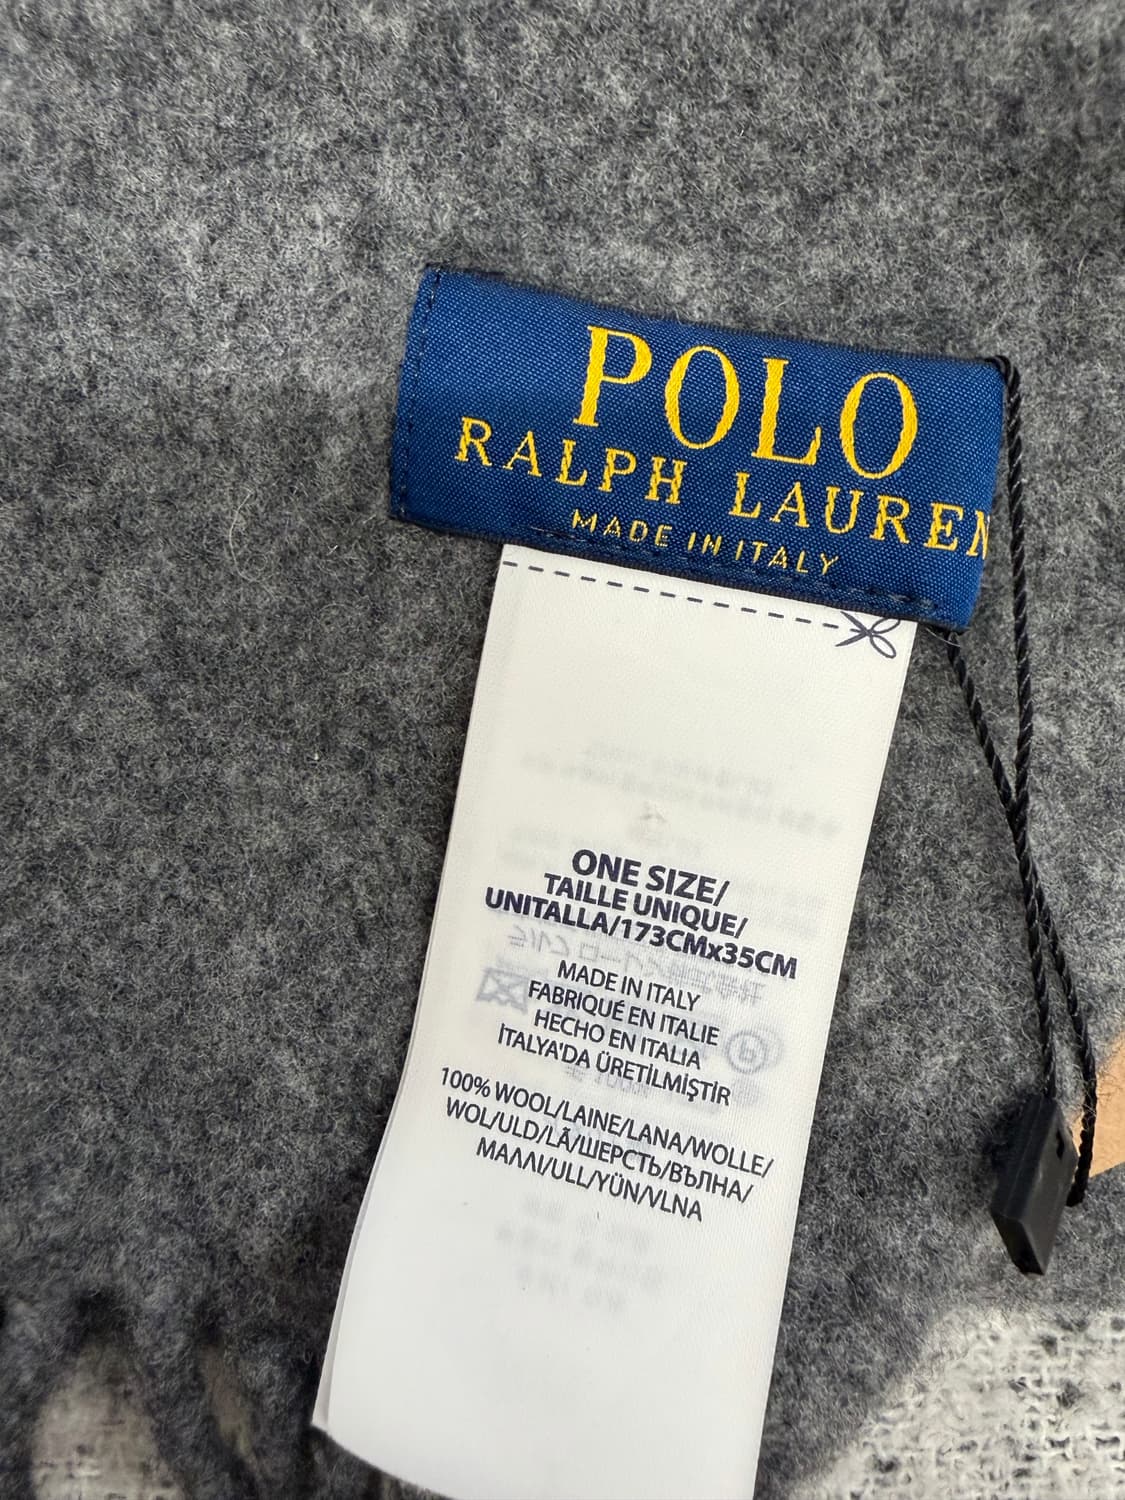 POLO
RALPH LAUREN
MADE IN ITALY
ONE SIZE/
TAILLE UNIQUE/
UNITALLA/173CMx35CM
MADE IN ITALY
FABRIQUÉ EN ITALIE
HECHO EN ITALIA
İTALYA'DA ÜRETİLMİŞTİR
100% WOOL/LAINE/LANA/WOLLE/
WOL/ULD/LÃ/ШЕРСТЬ/ВЪЛНА/
ΜΑΛΛΙ/ULL/YÜN/VLNA